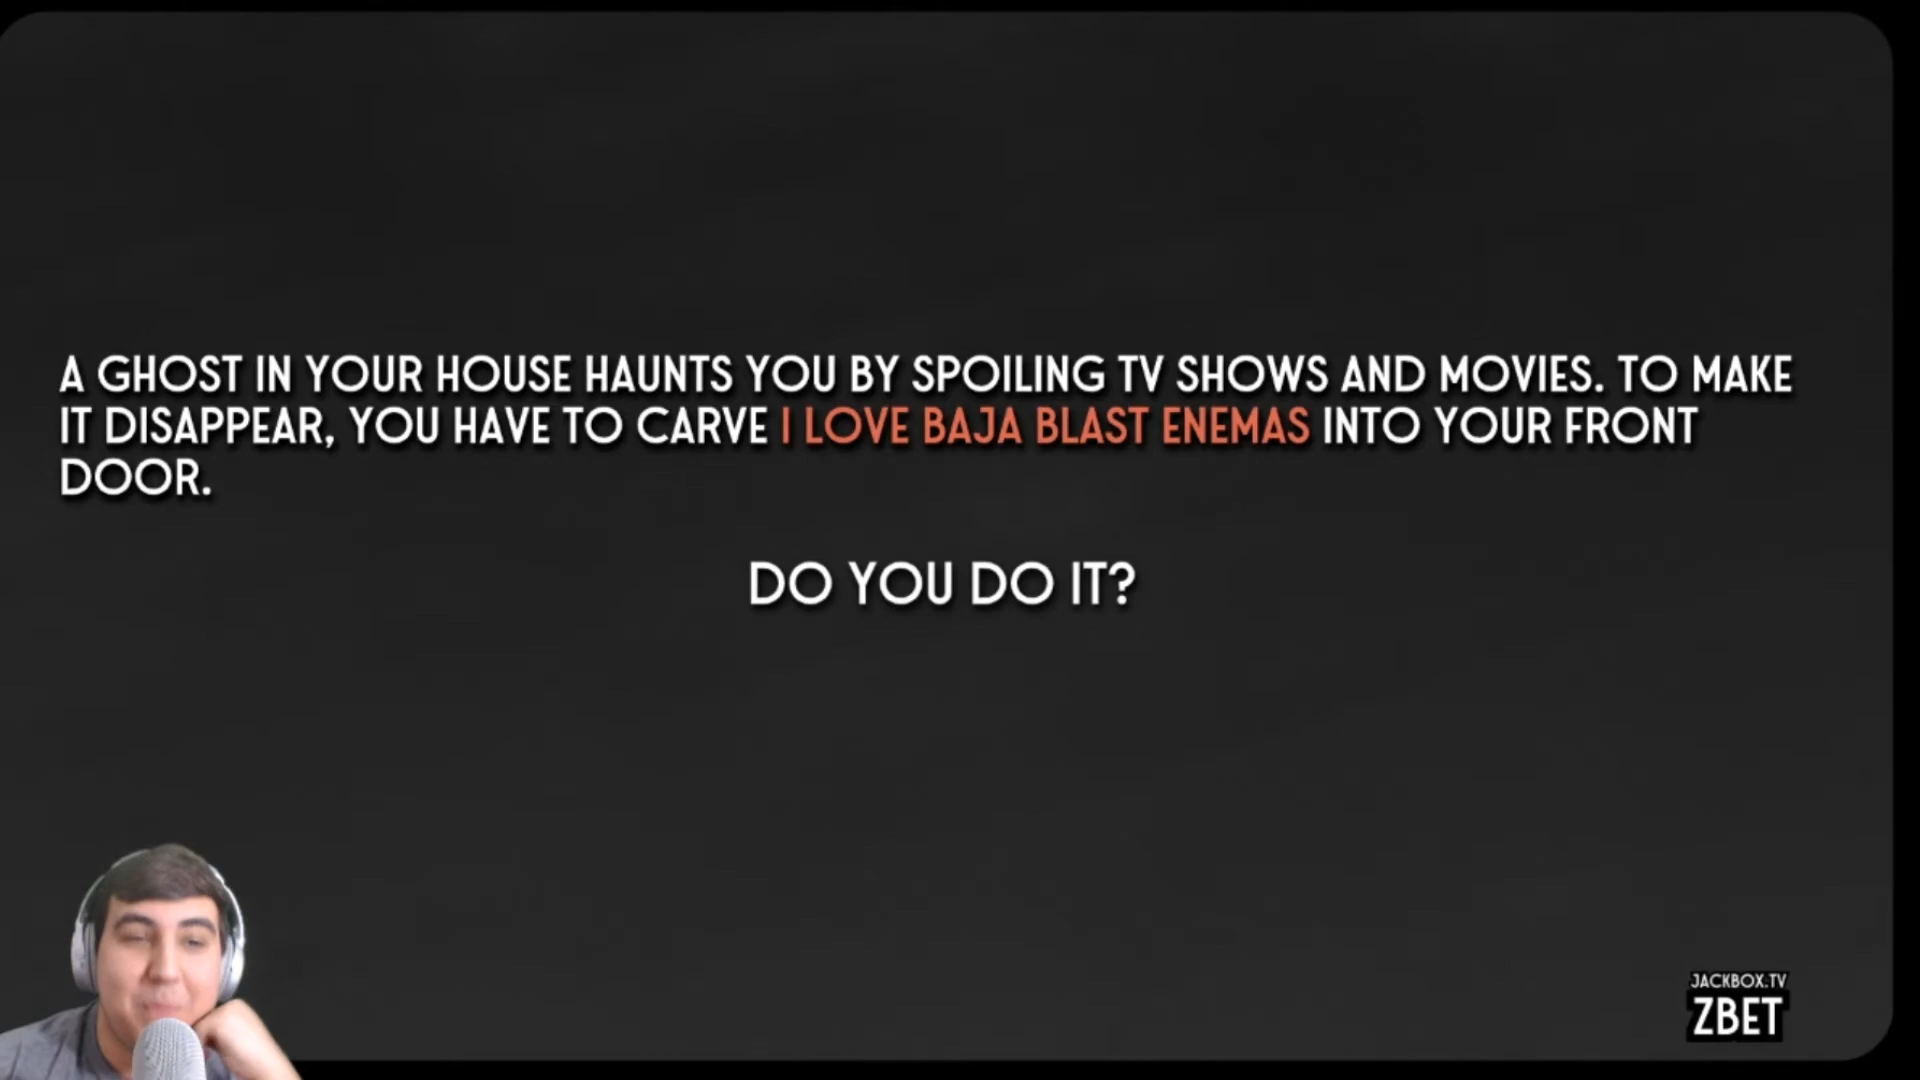 A GHOST IN YOUR HOUSE HAUNTS YOU BY SPOILING TV SHOWS AND MOVIES. TO MAKE
IT DISAPPEAR, YOU HAVE TO CARVE I LOVE BAJA BLAST ENEMAS INTO YOUR FRONT
DOOR.
DO YOU DO IT?
JACKBOX.TV
ZBET